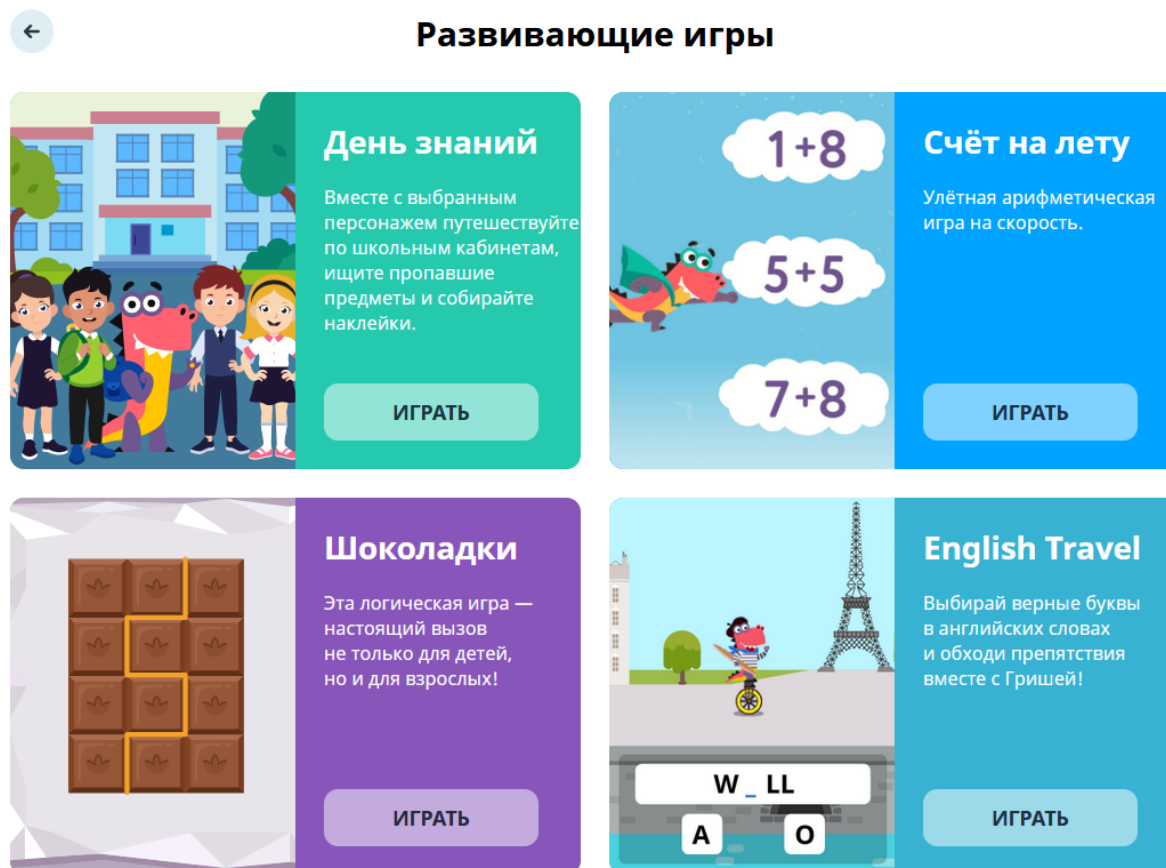 Развивающие игры
День знаний
Вместе с выбранным
персонажем путешествуйте
по школьным кабинетам,
ищите пропавшие
предметы и собирайте
наклейки.
ИГРАТЬ
1+8
5+5
7+8
Счёт на лету
Улётная арифметическая
игра на скорость.
ИГРАТЬ
Шоколадки
Эта логическая игра —
настоящий вызов
не только для детей,
но и для взрослых!
ИГРАТЬ
W _ LL
A O
English Travel
Выбирай верные буквы
в английских словах
и обходи препятствия
вместе с Гришей!
ИГРАТЬ